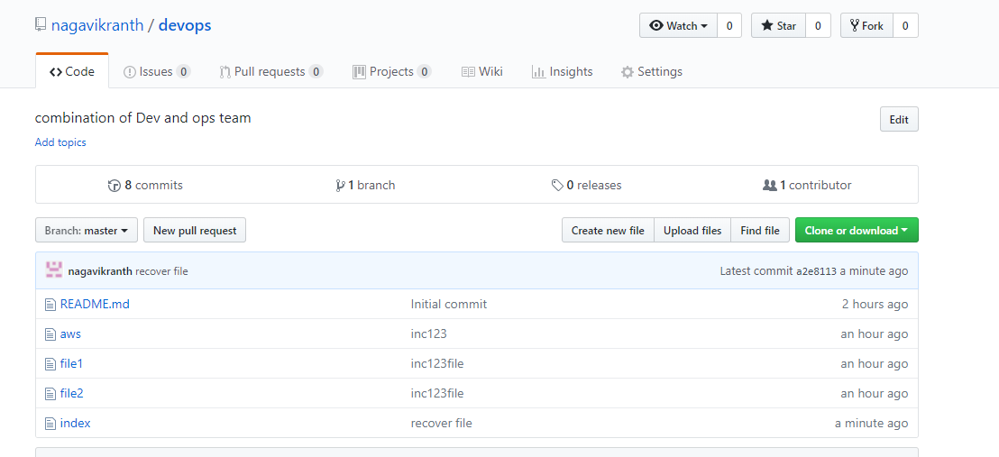 nagavikranth / devops
Watch 0 Star 0 Fork 0
Code Issues 0 Pull requests 0 Projects 0 Wiki Insights Settings
combination of Dev and ops team Edit
Add topics
8 commits 1 branch 0 releases 1 contributor
Branch: master New pull request Create new file Upload files Find file Clone or download
nagavikranth recover file Latest commit a2e8113 a minute ago
README.md Initial commit 2 hours ago
aws inc123 an hour ago
file1 inc123file an hour ago
file2 inc123file an hour ago
index recover file a minute ago